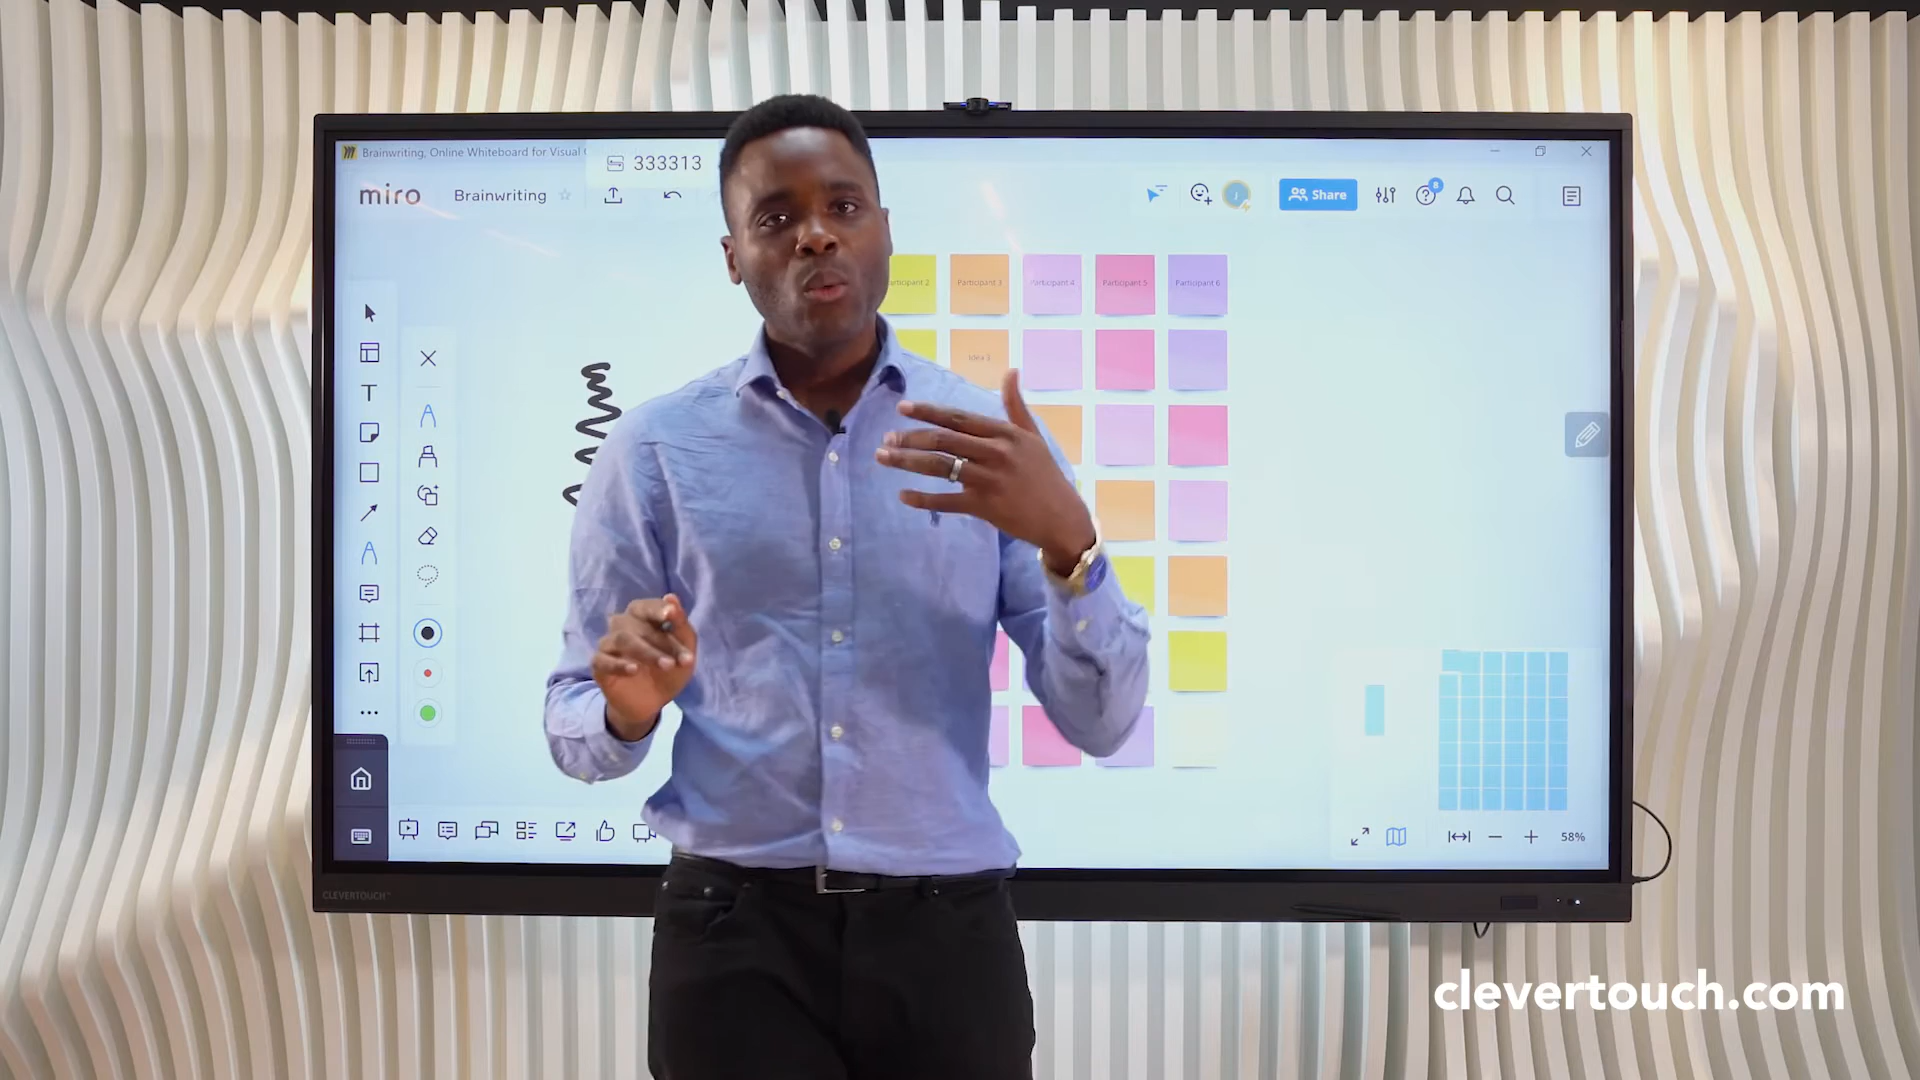 Brainwriting, Online Whiteboard for Visual
333313
miro
Brainwriting
Share
8
Participant 2
Participant 3
Participant 4
Participant 5
Participant 6
Idea 3
58%
CLEVERTOUCH
clevertouch.com